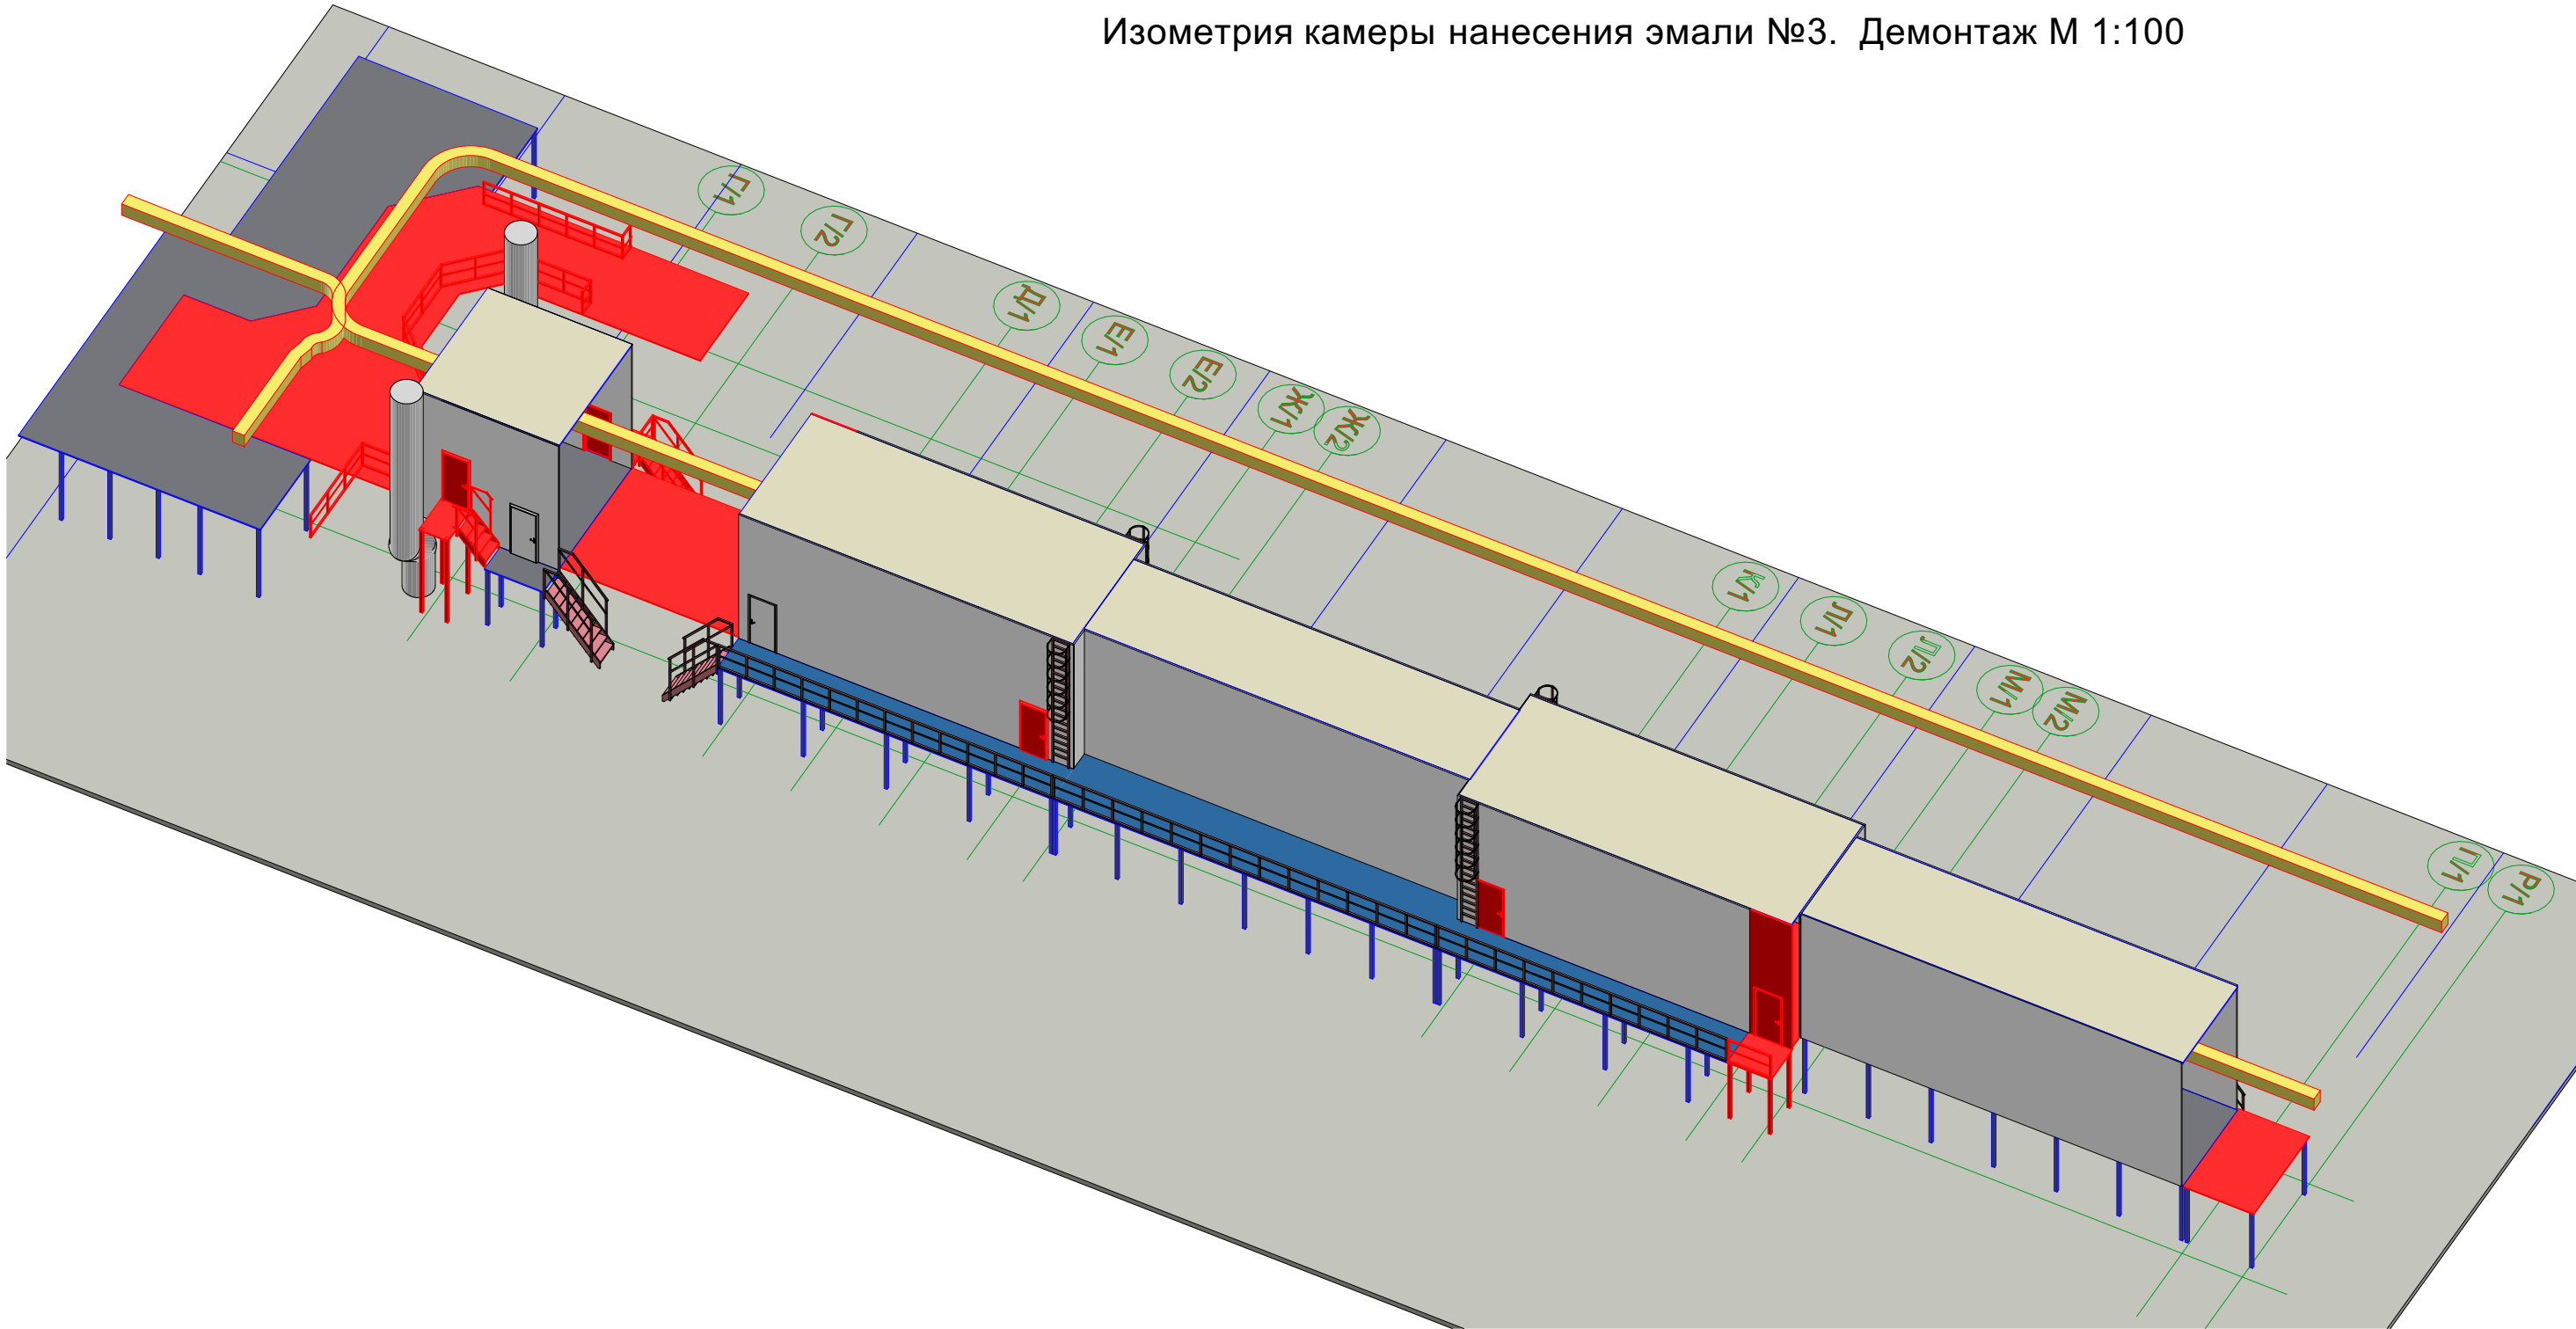 Изометрия камеры нанесения эмали №3. Демонтаж М 1:100
Г/1
Г/2
Д/1
Е/1
Е/2
Ж/1
Ж/2
К/1
Л/1
Л/2
М/1
М/2
П/1
Р/1